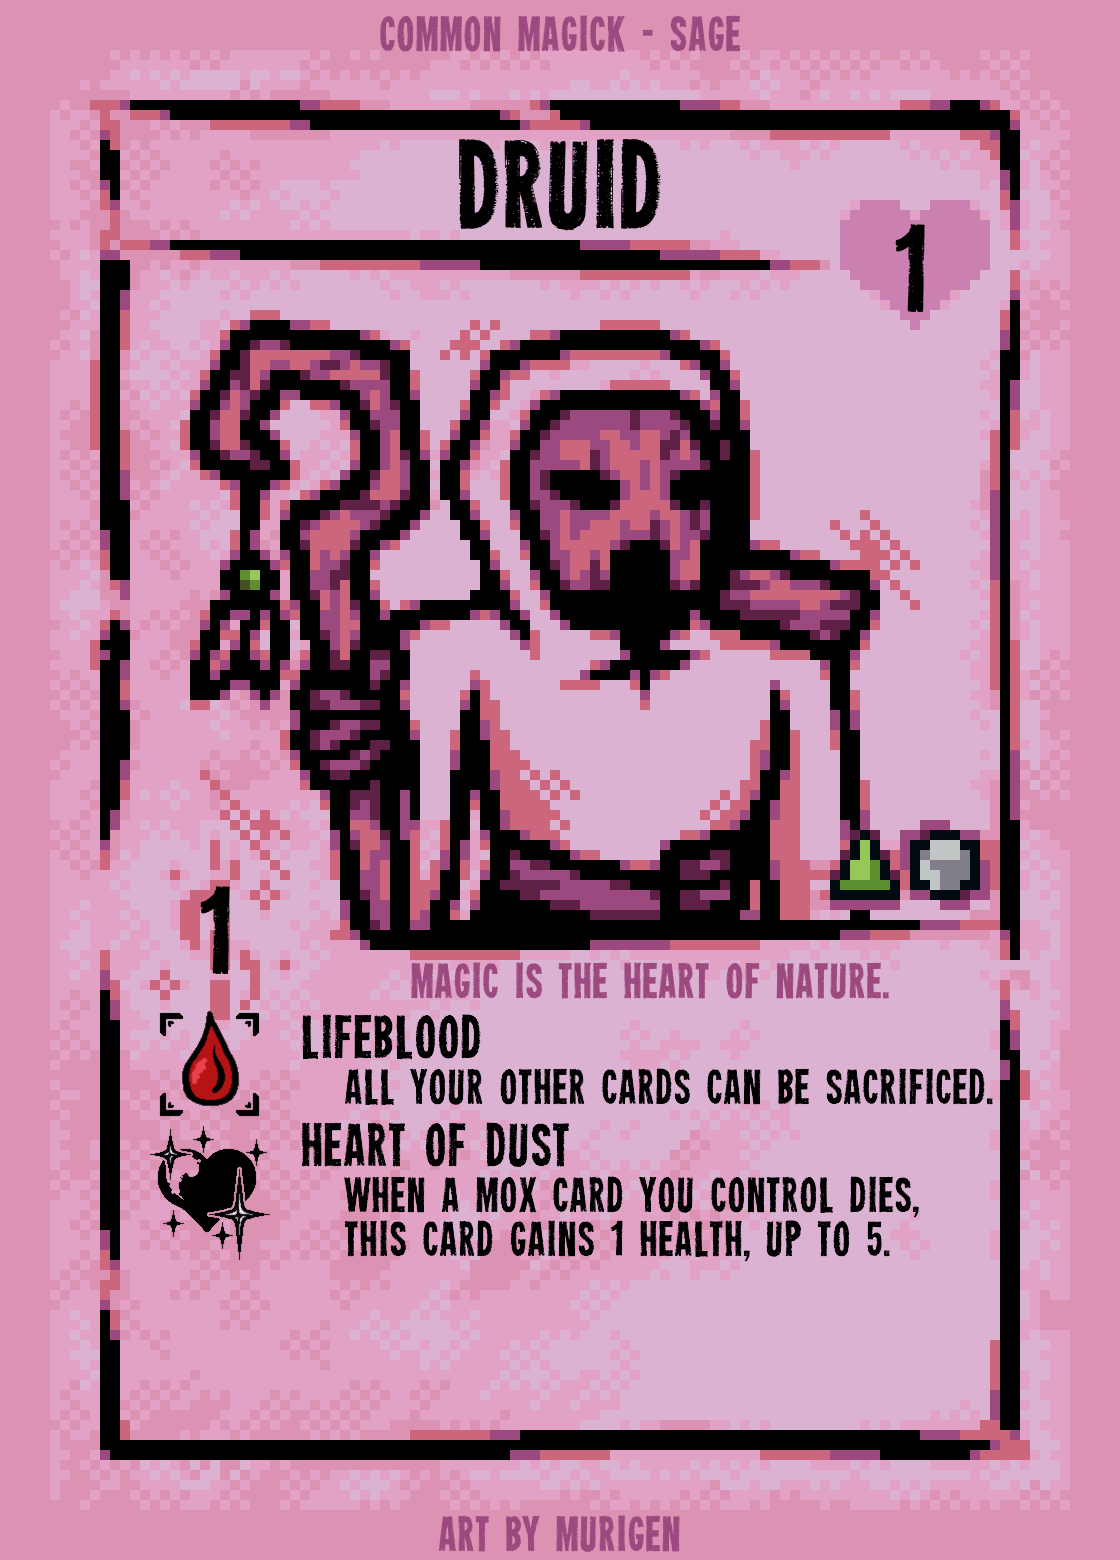 COMMON MAGICK - SAGE
DRUID
1
1
MAGIC IS THE HEART OF NATURE.
LIFEBLOOD
ALL YOUR OTHER CARDS CAN BE SACRIFICED.
HEART OF DUST
WHEN A MOX CARD YOU CONTROL DIES,
THIS CARD GAINS 1 HEALTH, UP TO 5.
ART BY MURIGEN